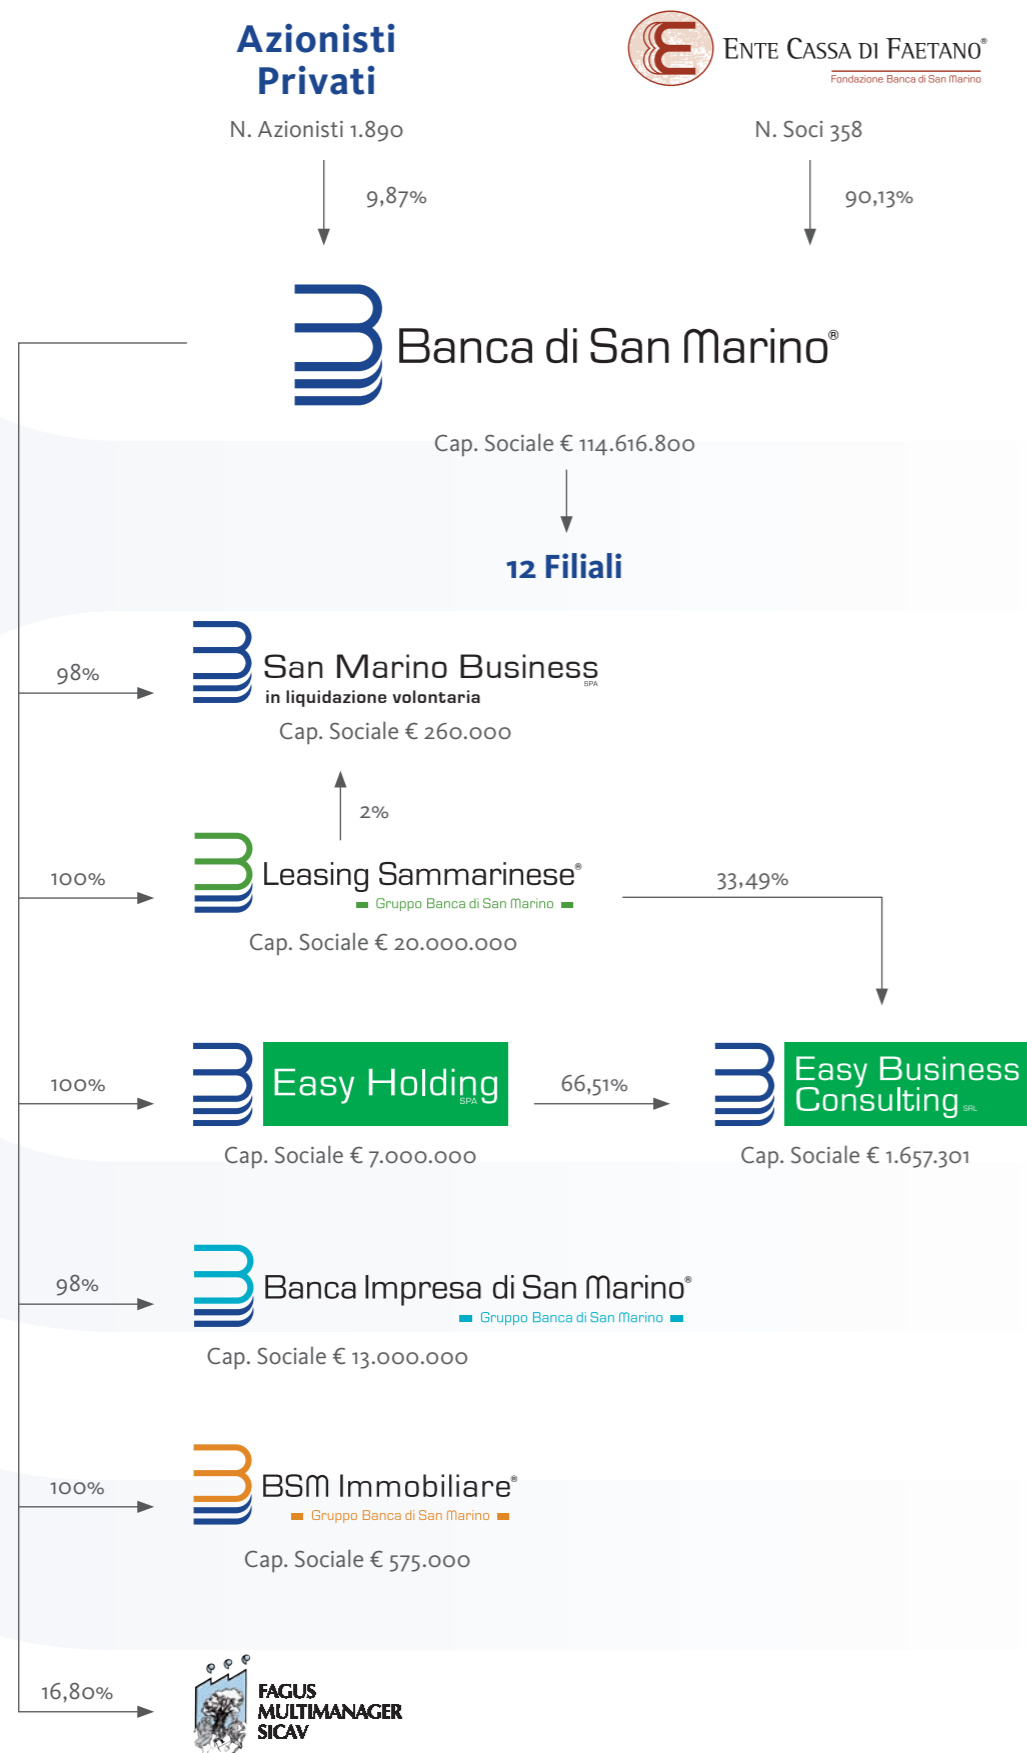 Azionisti
Privati
ENTE CASSA DI FAETANO®
Fondazione Banca di San Marino
N. Azionisti 1.890
N. Soci 358
9,87%
90,13%
Banca di San Marino®
Cap. Sociale € 114.616.800
12 Filiali
98%
San Marino Business
SPA
in liquidazione volontaria
Cap. Sociale € 260.000
2%
100%
Leasing Sammarinese®
Gruppo Banca di San Marino
33,49%
Cap. Sociale € 20.000.000
100%
Easy Holding
SPA
66,51%
Easy Business
Consulting SRL
Cap. Sociale € 7.000.000
Cap. Sociale € 1.657.301
98%
Banca Impresa di San Marino®
Gruppo Banca di San Marino
Cap. Sociale € 13.000.000
100%
BSM Immobiliare®
Gruppo Banca di San Marino
Cap. Sociale € 575.000
16,80%
FAGUS
MULTIMANAGER
SICAV